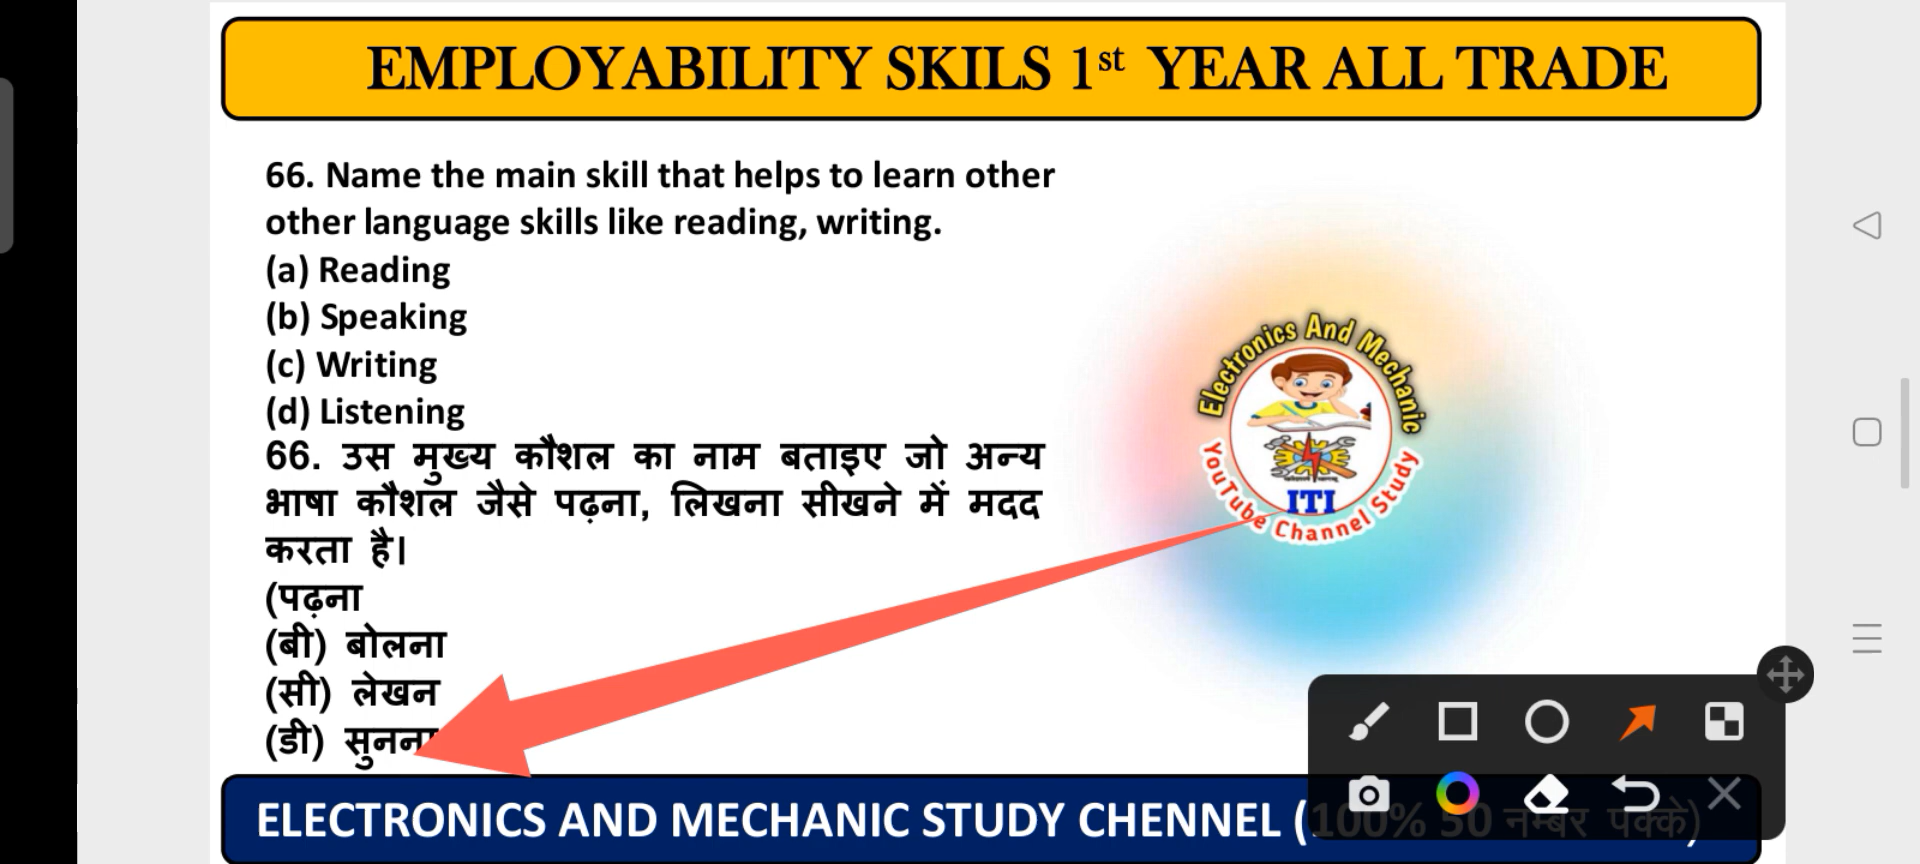 EMPLOYABILITY SKILS 1st YEAR ALL TRADE
66. Name the main skill that helps to learn other
other language skills like reading, writing.
(a) Reading
(b) Speaking
(c) Writing
(d) Listening
66. उस मुख्य कौशल का नाम बताइए जो अन्य
भाषा कौशल जैसे पढ़ना, लिखना सीखने में मदद
करता है।
(पढ़ना
(बी) बोलना
(सी) लेखन
(डी) सुनना
Electronics And Mechanic
ITI
YouTube Channel Study
ELECTRONICS AND MECHANIC STUDY CHENNEL (100% 50 नम्बर पक्के)